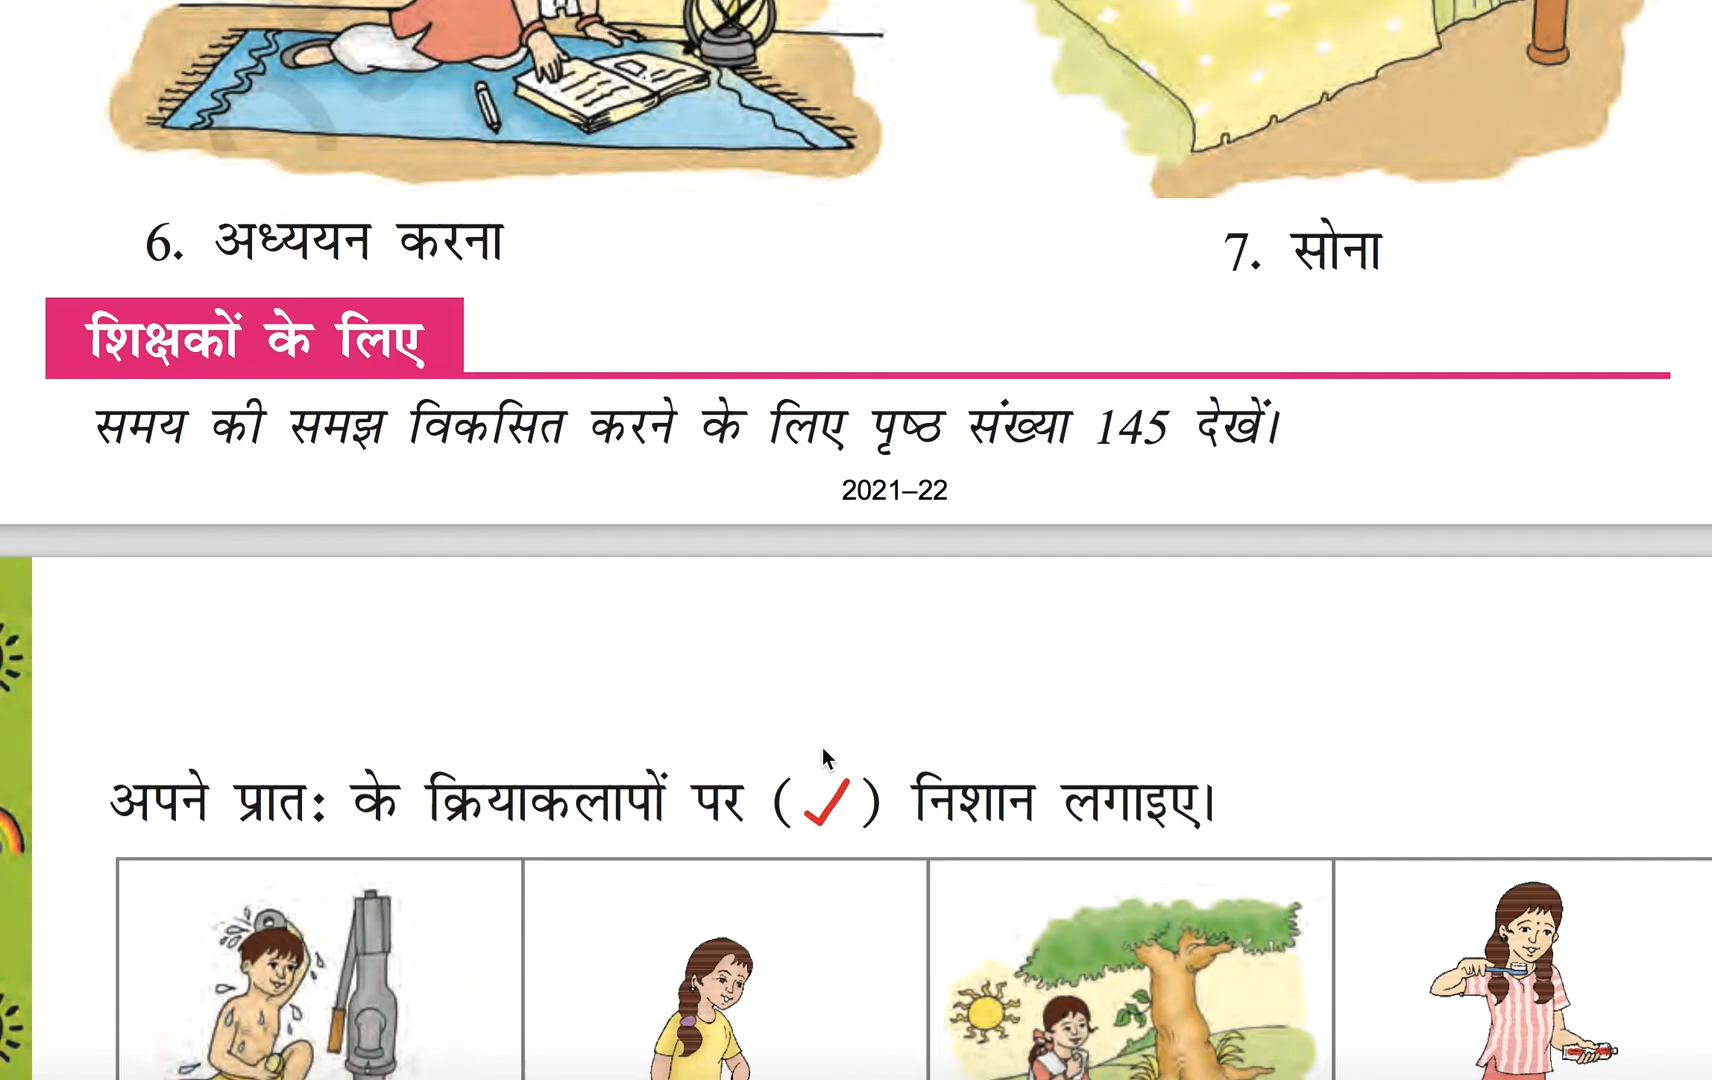 6. अध्ययन करना
7. सोना
शिक्षकों के लिए
समय की समझ विकसित करने के लिए पृष्ठ संख्या 145 देखें।
2021–22
अपने प्रात: के क्रियाकलापों पर (✓) निशान लगाइए।